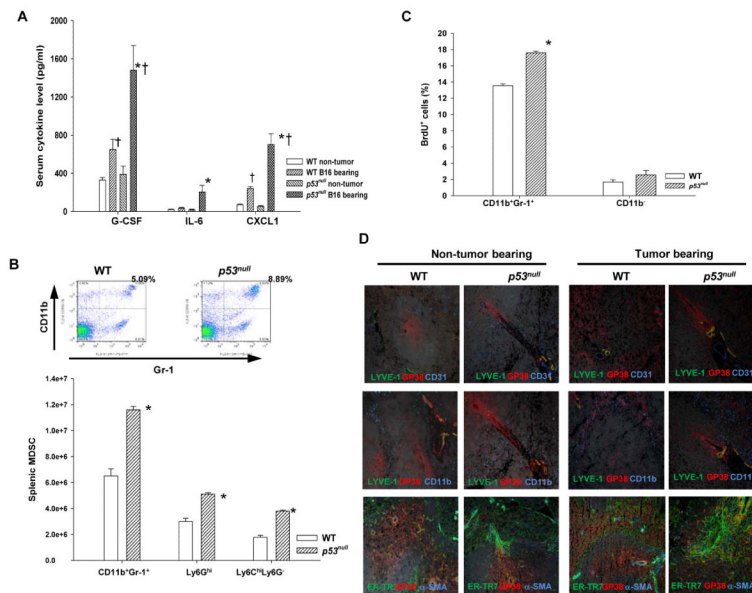 A
Serum cytokine level (pg/ml)
2000
1600
1200
800
400
0
*†
†
*
†
*†
WT non-tumor
WT B16 bearing
p53null non-tumor
p53null B16 bearing
G-CSF IL-6 CXCL1
B
WT p53null
5.09% 8.89%
CD11b
Gr-1
Splenic MDSC
1.4e+7
1.2e+7
1.0e+7
8.0e+6
6.0e+6
4.0e+6
2.0e+6
0.0
*
*
*
WT
p53null
CD11b+Gr-1+ Ly6Ghi Ly6ChiLy6G-
C
BrdU+ cells (%)
20
18
16
14
12
10
8
6
4
2
0
*
WT
p53null
CD11b+Gr-1+ CD11b-
D
Non-tumor bearing Tumor bearing
WT p53null WT p53null
LYVE-1 GP38 CD31 LYVE-1 GP38 CD31 LYVE-1 GP38 CD31 LYVE-1 GP38 CD31
LYVE-1 GP38 CD11b LYVE-1 GP38 CD11b LYVE-1 GP38 CD11b LYVE-1 GP38 CD11b
ER-TR7 GP38 α-SMA ER-TR7 GP38 α-SMA ER-TR7 GP38 α-SMA ER-TR7 GP38 α-SMA